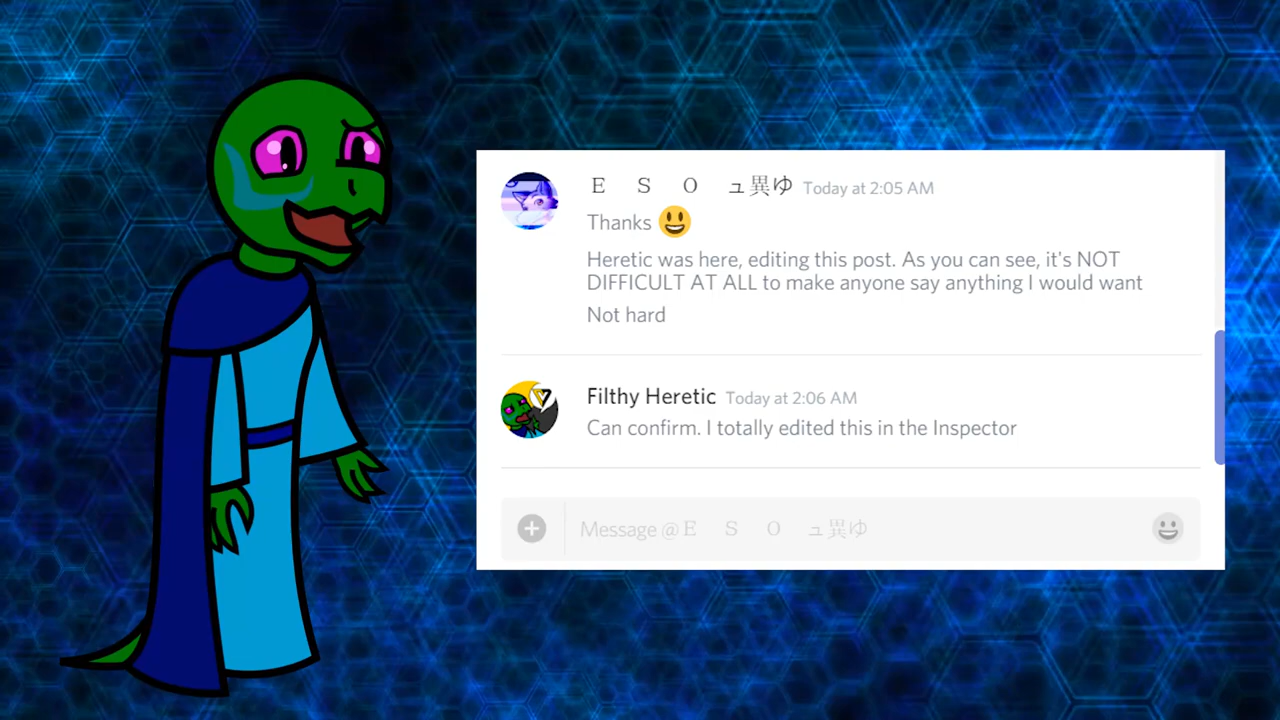 Ｅ Ｓ Ｏ ュ異ゆ Today at 2:05 AM
Thanks 😃
Heretic was here, editing this post. As you can see, it's NOT
DIFFICULT AT ALL to make anyone say anything I would want
Not hard
Filthy Heretic Today at 2:06 AM
Can confirm. I totally edited this in the Inspector
Message @Ｅ Ｓ Ｏ ュ異ゆ